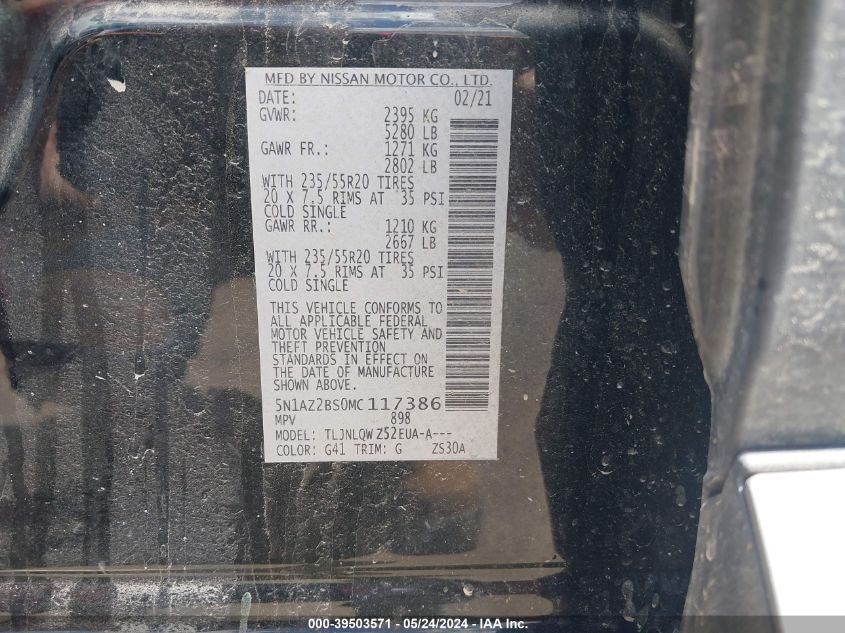 MFD BY NISSAN MOTOR CO., LTD.
DATE: 02/21
GVWR: 2395 KG
5280 LB
GAWR FR.: 1271 KG
2802 LB
WITH 235/55R20 TIRES
20 X 7.5 RIMS AT 35 PSI
COLD SINGLE
GAWR RR.: 1210 KG
2667 LB
WITH 235/55R20 TIRES
20 X 7.5 RIMS AT 35 PSI
COLD SINGLE
THIS VEHICLE CONFORMS TO
ALL APPLICABLE FEDERAL
MOTOR VEHICLE SAFETY AND
THEFT PREVENTION
STANDARDS IN EFFECT ON
THE DATE OF MANUFACTURE
SHOWN ABOVE.
5N1AZ2BS0MC117386
MPV 898
MODEL: TLJNLQW Z52EUA-A---
COLOR: G41 TRIM: G ZS30A
000-39503571 - 05/24/2024 - IAA Inc.